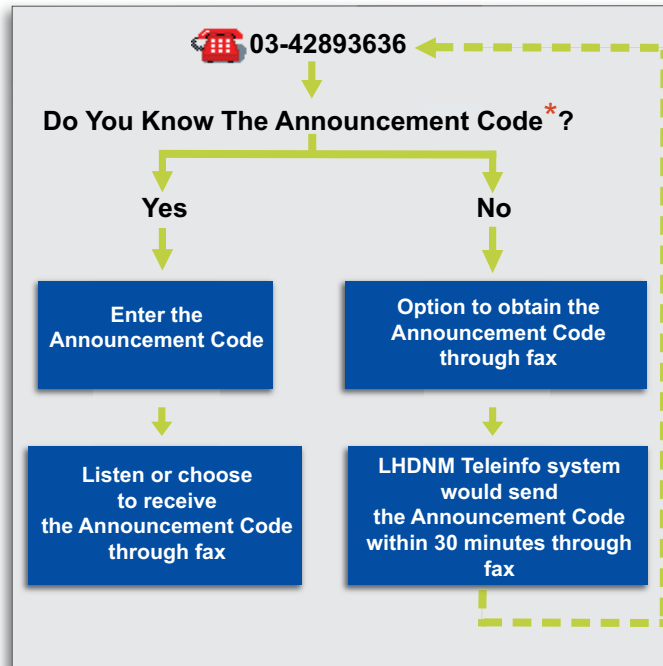 03-42893636
Do You Know The Announcement Code*?
Yes
No
Enter the
Announcement Code
Option to obtain the
Announcement Code
through fax
Listen or choose
to receive
the Announcement Code
through fax
LHDNM Teleinfo system
would send
the Announcement Code
within 30 minutes through
fax